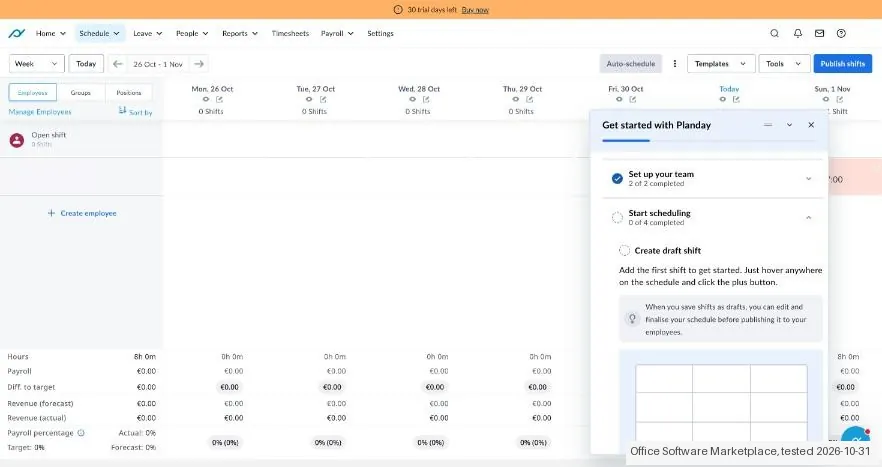 30 trial days left Buy now
Home Schedule Leave People Reports Timesheets Payroll Settings
Week Today 26 Oct - 1 Nov Auto-schedule Templates Tools Publish shifts
Employees Groups Positions
Manage Employees Sort by
Mon, 26 Oct Tue, 27 Oct Wed, 28 Oct Thu, 29 Oct Fri, 30 Oct Today Sun, 1 Nov
0 Shifts 0 Shifts 0 Shifts 0 Shifts Shift
Open shift
0 Shifts
:00
Create employee
Get started with Planday
Set up your team
2 of 2 completed
Start scheduling
0 of 4 completed
Create draft shift
Add the first shift to get started. Just hover anywhere
on the schedule and click the plus button.
When you save shifts as drafts, you can edit and
finalise your schedule before publishing it to your
employees.
Hours 8h 0m 0h 0m 0h 0m 0h 0m 0h 0m 8h 0m
Payroll €0.00 €0.00 €0.00 €0.00 €0.00 €0.00
Diff. to target €0.00 €0.00 €0.00 €0.00 €0.00 €0.00
Revenue (forecast) €0.00 €0.00 €0.00 €0.00 €0.00 €0.00
Revenue (actual) €0.00 €0.00 €0.00 €0.00 €0.00 €0.00
Payroll percentage Actual: 0%
Target: 0% Forecast: 0% 0% (0%) 0% (0%) 0% (0%) 0% (0%)
Office Software Marketplace, tested 2026-10-31